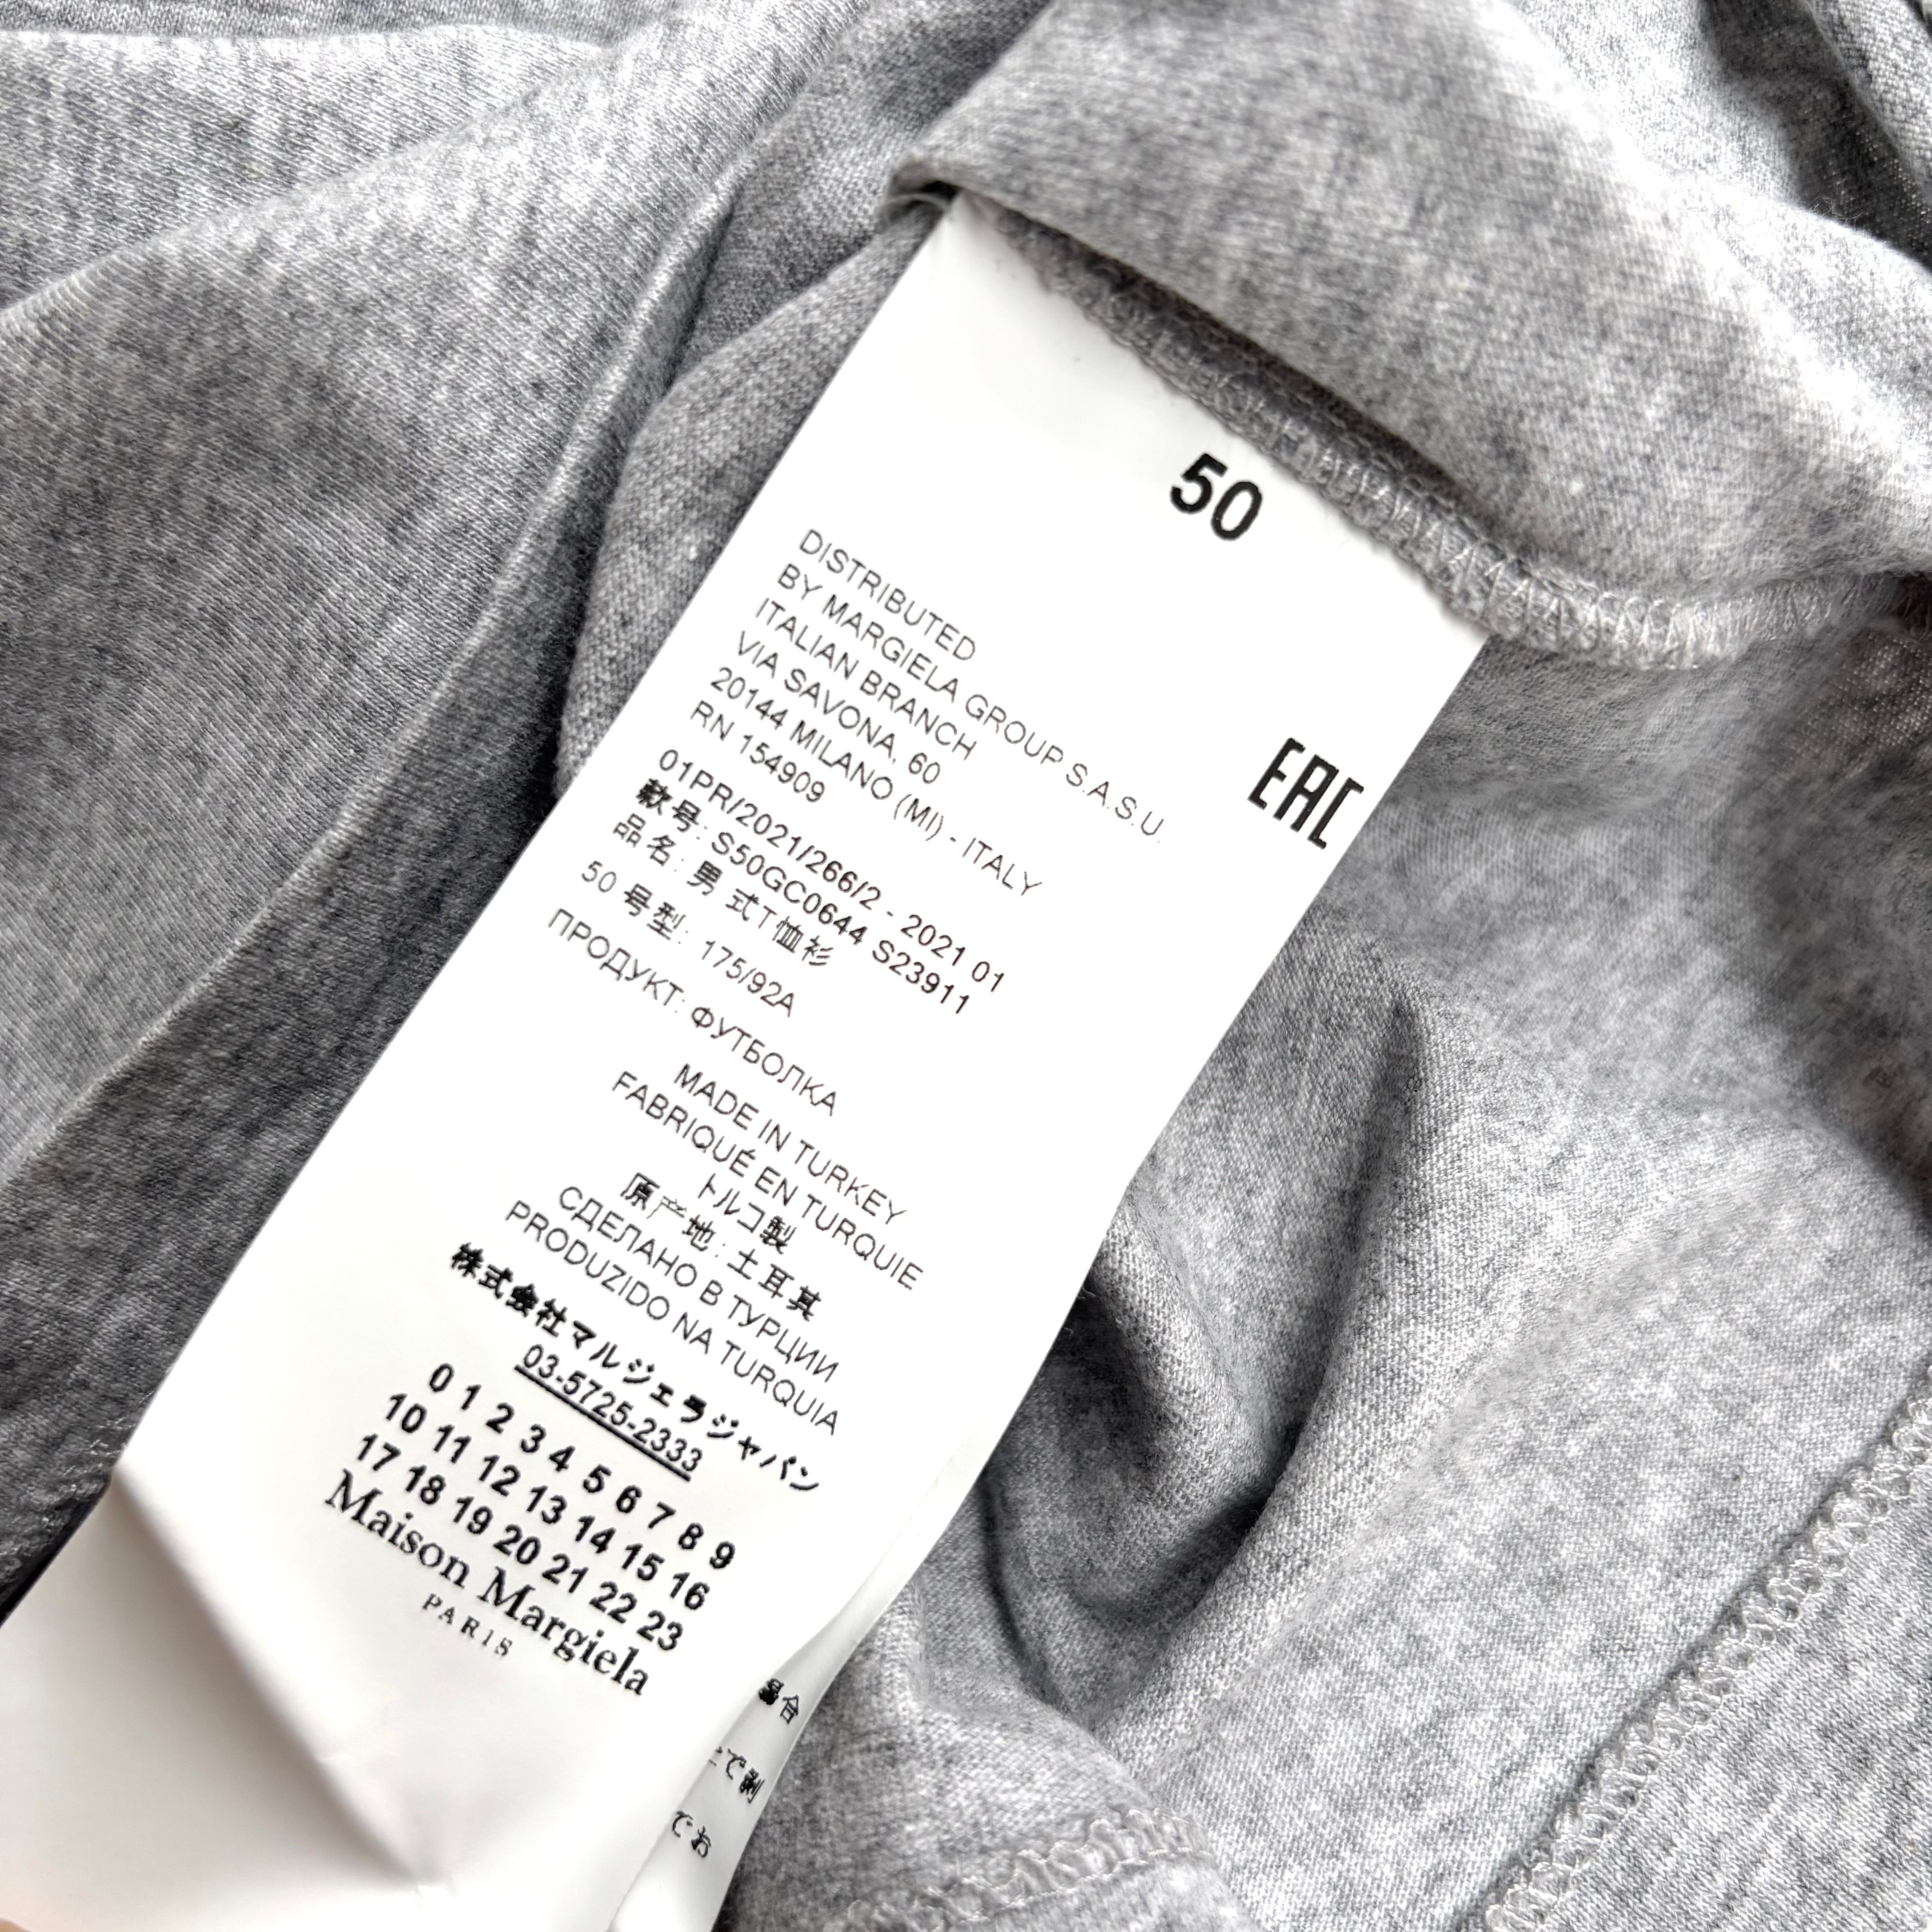 50
DISTRIBUTED
BY MARGIELA GROUP S.A.S.U.
ITALIAN BRANCH
VIA SAVONA, 60
20144 MILANO (MI) - ITALY
RN 154909
EAC
01PR/2021/266/2 - 2021 01
款号: S50GC0644 S23911
品名: 男式T恤衫
50 号型: 175/92A
ПРОДУКТ: ФУТБОЛКА
MADE IN TURKEY
FABRIQUÉ EN TURQUIE
トルコ製
原产地: 土耳其
СДЕЛАНО В ТУРЦИИ
PRODUZIDO NA TURQUIA
株式会社マルジェラジャパン
03-5725-2333
0 1 2 3 4 5 6 7 8 9
10 11 12 13 14 15 16
17 18 19 20 21 22 23
Maison Margiela
PARIS
でお